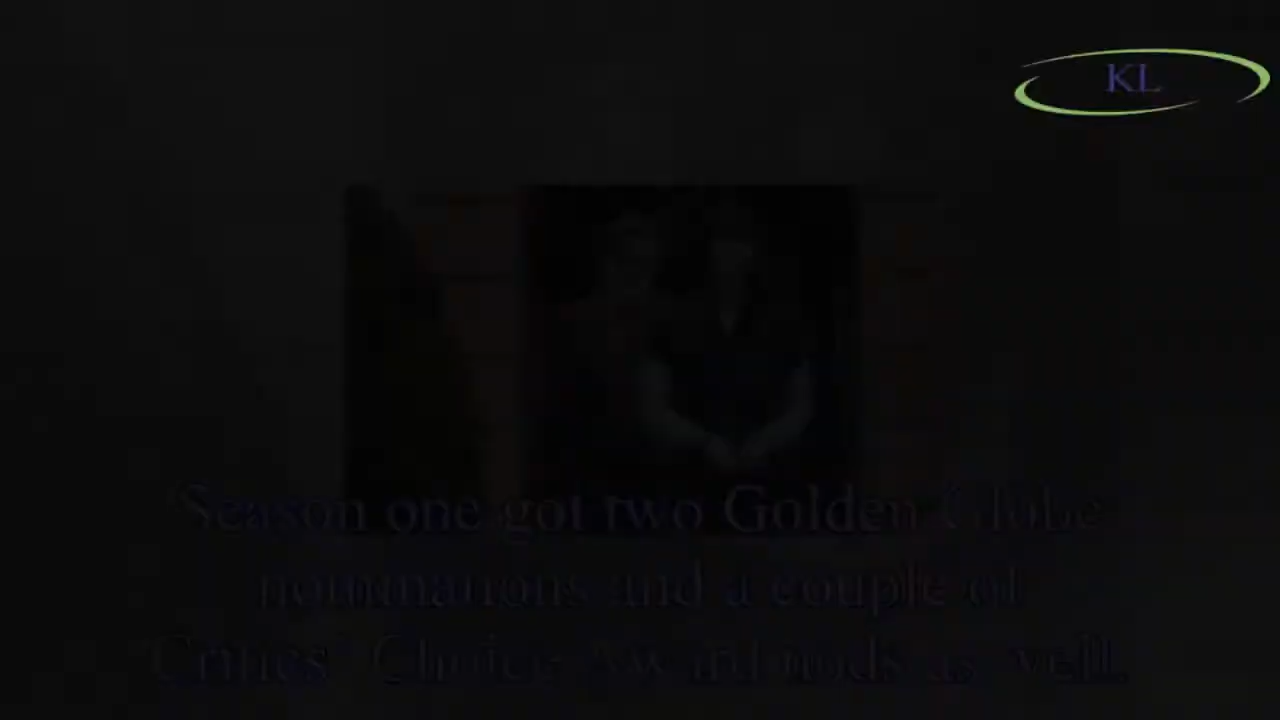 KL
Season one got two Golden Globe
nominations and a couple of
Critics' Choice Award nods as well.